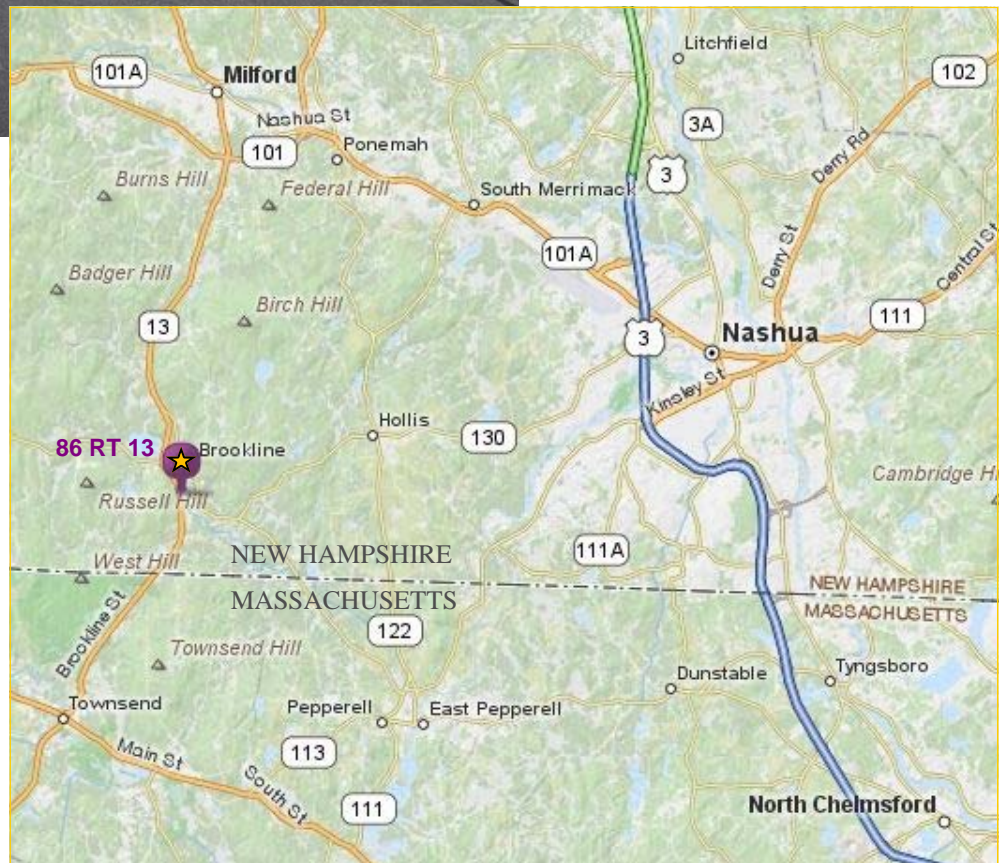 Litchfield
101A
Milford
102
Nashua St
3A
101
Ponemah
Derry Rd
Burns Hill
Federal Hill
3
South Merrimack
101A
Derry St
Central St
Badger Hill
Birch Hill
111
13
3
Nashua
Kinsley St
Hollis
130
86 RT 13
Brookline
Russell Hill
NEW HAMPSHIRE
111A
West Hill
NEW HAMPSHIRE
MASSACHUSETTS
MASSACHUSETTS
Brookline St
122
Townsend Hill
Dunstable
Tyngsboro
Townsend
Pepperell
East Pepperell
Main St
113
South St
111
North Chelmsford